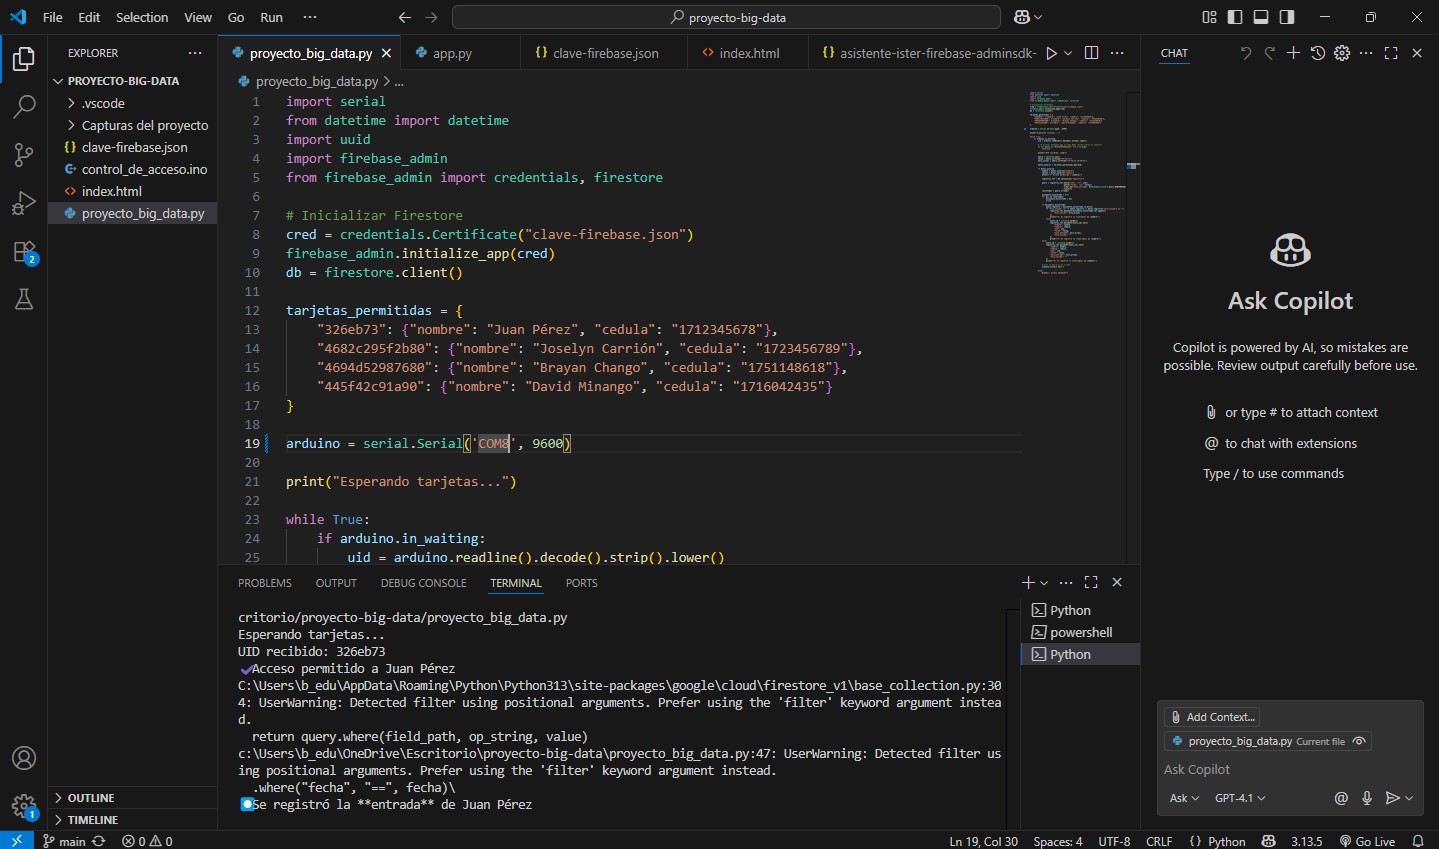 File Edit Selection View Go Run ···
proyecto-big-data
EXPLORER ···
PROYECTO-BIG-DATA
.vscode
Capturas del proyecto
{} clave-firebase.json
control_de_acceso.ino
<> index.html
proyecto_big_data.py
OUTLINE
TIMELINE
2
1
proyecto_big_data.py
app.py
{} clave-firebase.json
<> index.html
{} asistente-ister-firebase-adminsdk-
proyecto_big_data.py > ...
1 import serial
2 from datetime import datetime
3 import uuid
4 import firebase_admin
5 from firebase_admin import credentials, firestore
6
7 # Inicializar Firestore
8 cred = credentials.Certificate("clave-firebase.json")
9 firebase_admin.initialize_app(cred)
10 db = firestore.client()
11
12 tarjetas_permitidas = {
13 "326eb73": {"nombre": "Juan Pérez", "cedula": "1712345678"},
14 "4682c295f2b80": {"nombre": "Joselyn Carrión", "cedula": "1723456789"},
15 "4694d52987680": {"nombre": "Brayan Chango", "cedula": "1751148618"},
16 "445f42c91a90": {"nombre": "David Minango", "cedula": "1716042435"}
17 }
18
19 arduino = serial.Serial('COM8', 9600)
20
21 print("Esperando tarjetas...")
22
23 while True:
24 if arduino.in_waiting:
25 uid = arduino.readline().decode().strip().lower()
PROBLEMS OUTPUT DEBUG CONSOLE TERMINAL PORTS
critorio/proyecto-big-data/proyecto_big_data.py
Esperando tarjetas...
UID recibido: 326eb73
Acceso permitido a Juan Pérez
C:\Users\b_edu\AppData\Roaming\Python\Python313\site-packages\google\cloud\firestore_v1\base_collection.py:30
4: UserWarning: Detected filter using positional arguments. Prefer using the 'filter' keyword argument instea
d.
return query.where(field_path, op_string, value)
c:\Users\b_edu\OneDrive\Escritorio\proyecto-big-data\proyecto_big_data.py:47: UserWarning: Detected filter us
ing positional arguments. Prefer using the 'filter' keyword argument instead.
.where("fecha", "==", fecha)\
Se registró la **entrada** de Juan Pérez
Python
powershell
Python
CHAT
Ask Copilot
Copilot is powered by AI, so mistakes are
possible. Review output carefully before use.
or type # to attach context
@ to chat with extensions
Type / to use commands
Add Context...
proyecto_big_data.py Current file
Ask Copilot
Ask GPT-4.1
main 0 0
Ln 19, Col 30 Spaces: 4 UTF-8 CRLF {} Python 3.13.5 Go Live